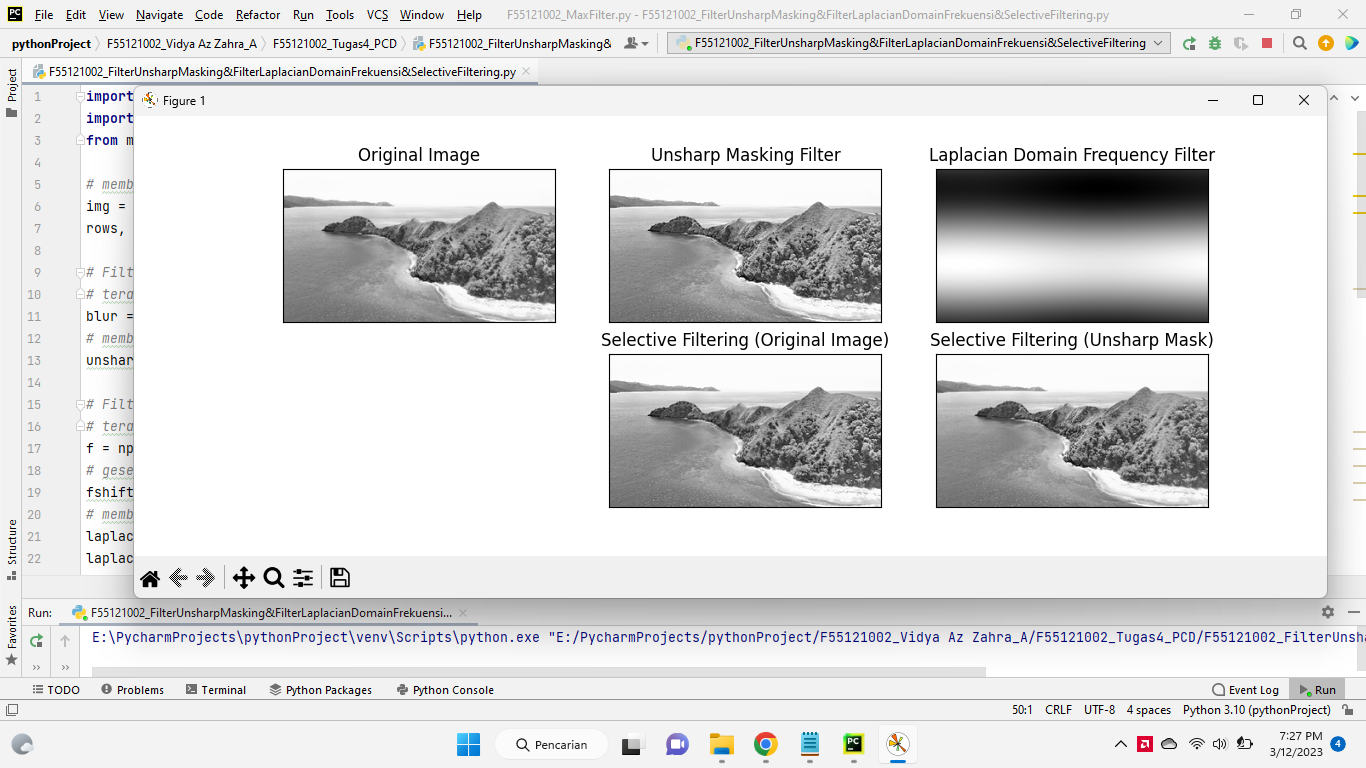 PC File Edit View Navigate Code Refactor Run Tools VCS Window Help F55121002_MaxFilter.py - F55121002_FilterUnsharpMasking&FilterLaplacianDomainFrekuensi&SelectiveFiltering.py
pythonProject F55121002_Vidya Az Zahra_A F55121002_Tugas4_PCD F55121002_FilterUnsharpMasking& F55121002_FilterUnsharpMasking&FilterLaplacianDomainFrekuensi&SelectiveFiltering
F55121002_FilterUnsharpMasking&FilterLaplacianDomainFrekuensi&SelectiveFiltering.py
Project
Structure
Favorites
1 import
2 import
3 from m
4
5 # memb
6 img =
7 rows,
8
9 # Filt
10 # tera
11 blur =
12 # memb
13 unshar
14
15 # Filt
16 # tera
17 f = np
18 # gese
19 fshift
20 # memb
21 laplac
22 laplac
Figure 1
Original Image Unsharp Masking Filter Laplacian Domain Frequency Filter
Selective Filtering (Original Image) Selective Filtering (Unsharp Mask)
Run: F55121002_FilterUnsharpMasking&FilterLaplacianDomainFrekuensi...
E:\PycharmProjects\pythonProject\venv\Scripts\python.exe "E:/PycharmProjects/pythonProject/F55121002_Vidya Az Zahra_A/F55121002_Tugas4_PCD/F55121002_FilterUnsha
TODO Problems Terminal Python Packages Python Console Event Log Run
50:1 CRLF UTF-8 4 spaces Python 3.10 (pythonProject)
Pencarian
PC
7:27 PM
3/12/2023
4